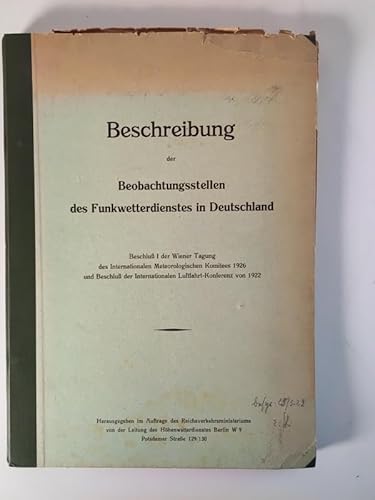 Beschreibung
der
Beobachtungsstellen
des Funkwetterdienstes in Deutschland
Beschluß I der Wiener Tagung
des Internationalen Meteorologischen Komitees 1926
und Beschluß der Internationalen Luftfahrt-Konferenz von 1922
Herausgegeben im Auftrage des Reichsverkehrsministeriums
von der Leitung des Höhenwetterdienstes Berlin W 9
Potsdamer Straße 129/130